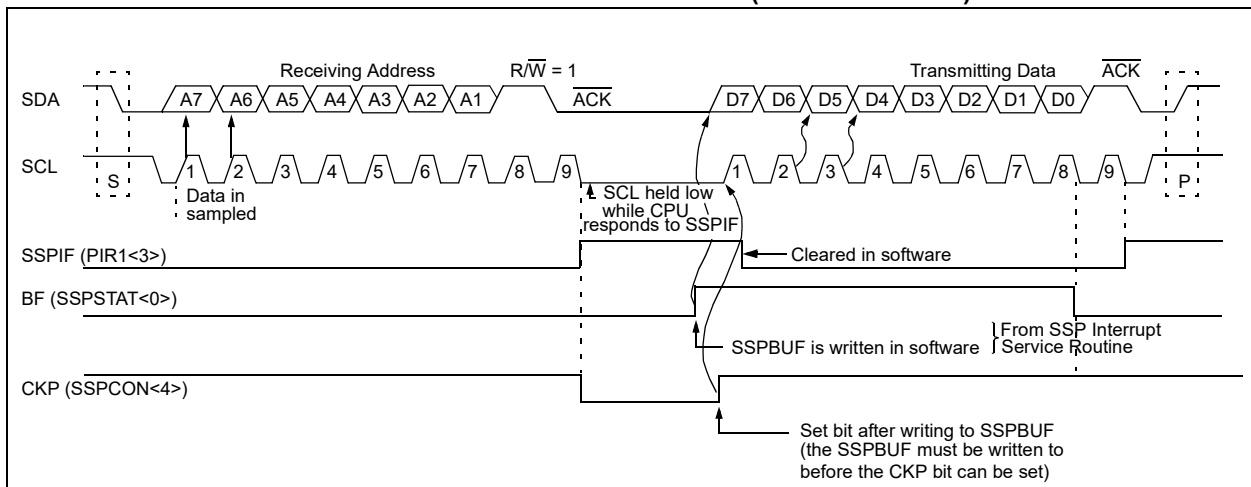 Receiving Address R/W̅ = 1 Transmitting Data A̅C̅K̅
SDA A7 A6 A5 A4 A3 A2 A1 A̅C̅K̅ D7 D6 D5 D4 D3 D2 D1 D0
SCL S 1 2 3 4 5 6 7 8 9 1 2 3 4 5 6 7 8 9 P
Data in
sampled
SCL held low
while CPU
responds to SSPIF
SSPIF (PIR1<3>)
Cleared in software
BF (SSPSTAT<0>)
SSPBUF is written in software
From SSP Interrupt
Service Routine
CKP (SSPCON<4>)
Set bit after writing to SSPBUF
(the SSPBUF must be written to
before the CKP bit can be set)